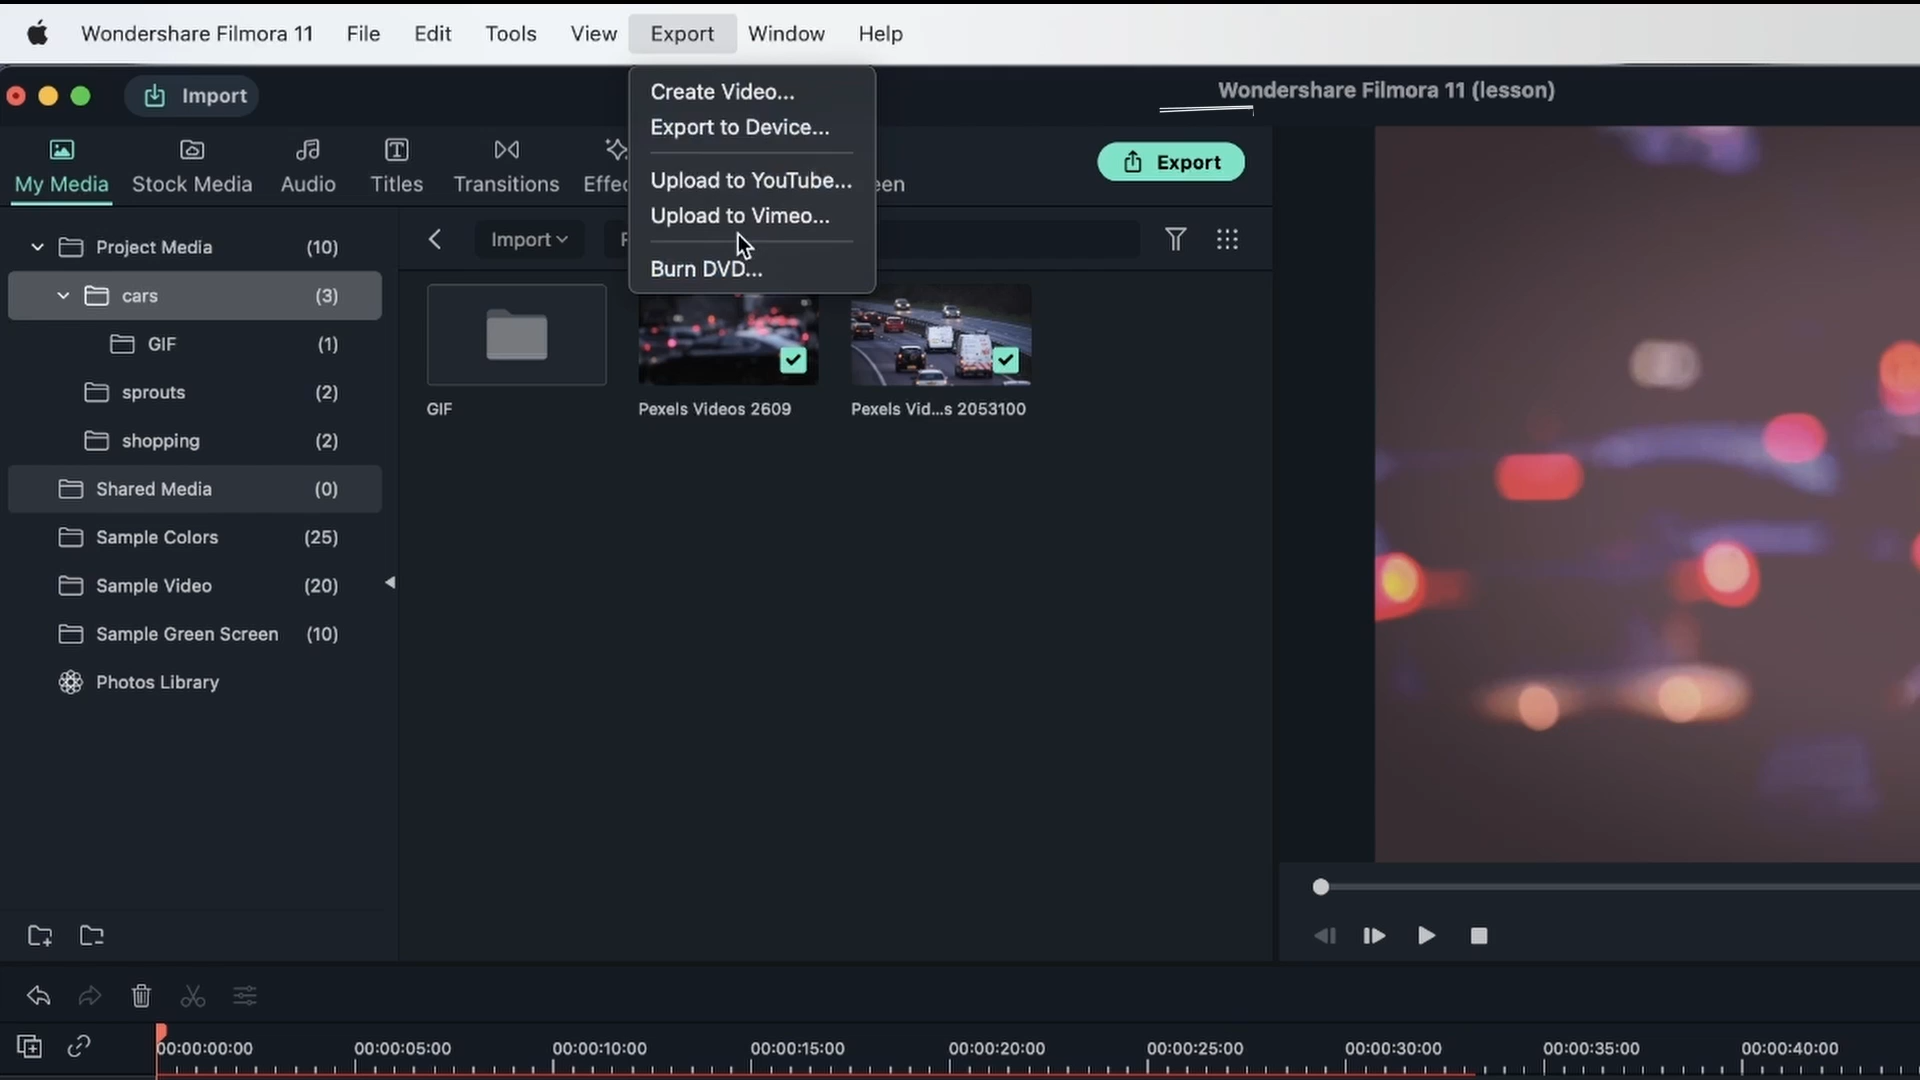 Wondershare Filmora 11 File Edit Tools View Export Window Help
Import
Wondershare Filmora 11 (lesson)
Create Video...
Export to Device...
Upload to YouTube...
Upload to Vimeo...
Burn DVD...
My Media
Stock Media
Audio
Titles
Transitions
Export
Import
Project Media (10)
cars (3)
GIF (1)
sprouts (2)
shopping (2)
Shared Media (0)
Sample Colors (25)
Sample Video (20)
Sample Green Screen (10)
Photos Library
GIF
Pexels Videos 2609
Pexels Vid...s 2053100
00:00:00:00 00:00:05:00 00:00:10:00 00:00:15:00 00:00:20:00 00:00:25:00 00:00:30:00 00:00:35:00 00:00:40:00